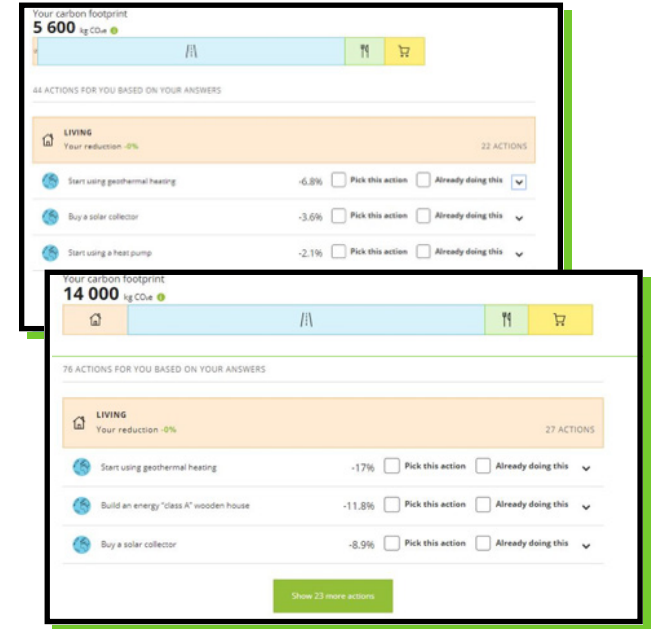 Your carbon footprint
5 600 kg CO₂e
44 ACTIONS FOR YOU BASED ON YOUR ANSWERS
LIVING
Your reduction -0% 22 ACTIONS
Start using geothermal heating -6.8% Pick this action Already doing this
Buy a solar collector -3.6% Pick this action Already doing this
Start using a heat pump -2.1% Pick this action Already doing this
Your carbon footprint
14 000 kg CO₂e
76 ACTIONS FOR YOU BASED ON YOUR ANSWERS
LIVING
Your reduction -0% 27 ACTIONS
Start using geothermal heating -17% Pick this action Already doing this
Build an energy "class A" wooden house -11.8% Pick this action Already doing this
Buy a solar collector -8.9% Pick this action Already doing this
Show 23 more actions